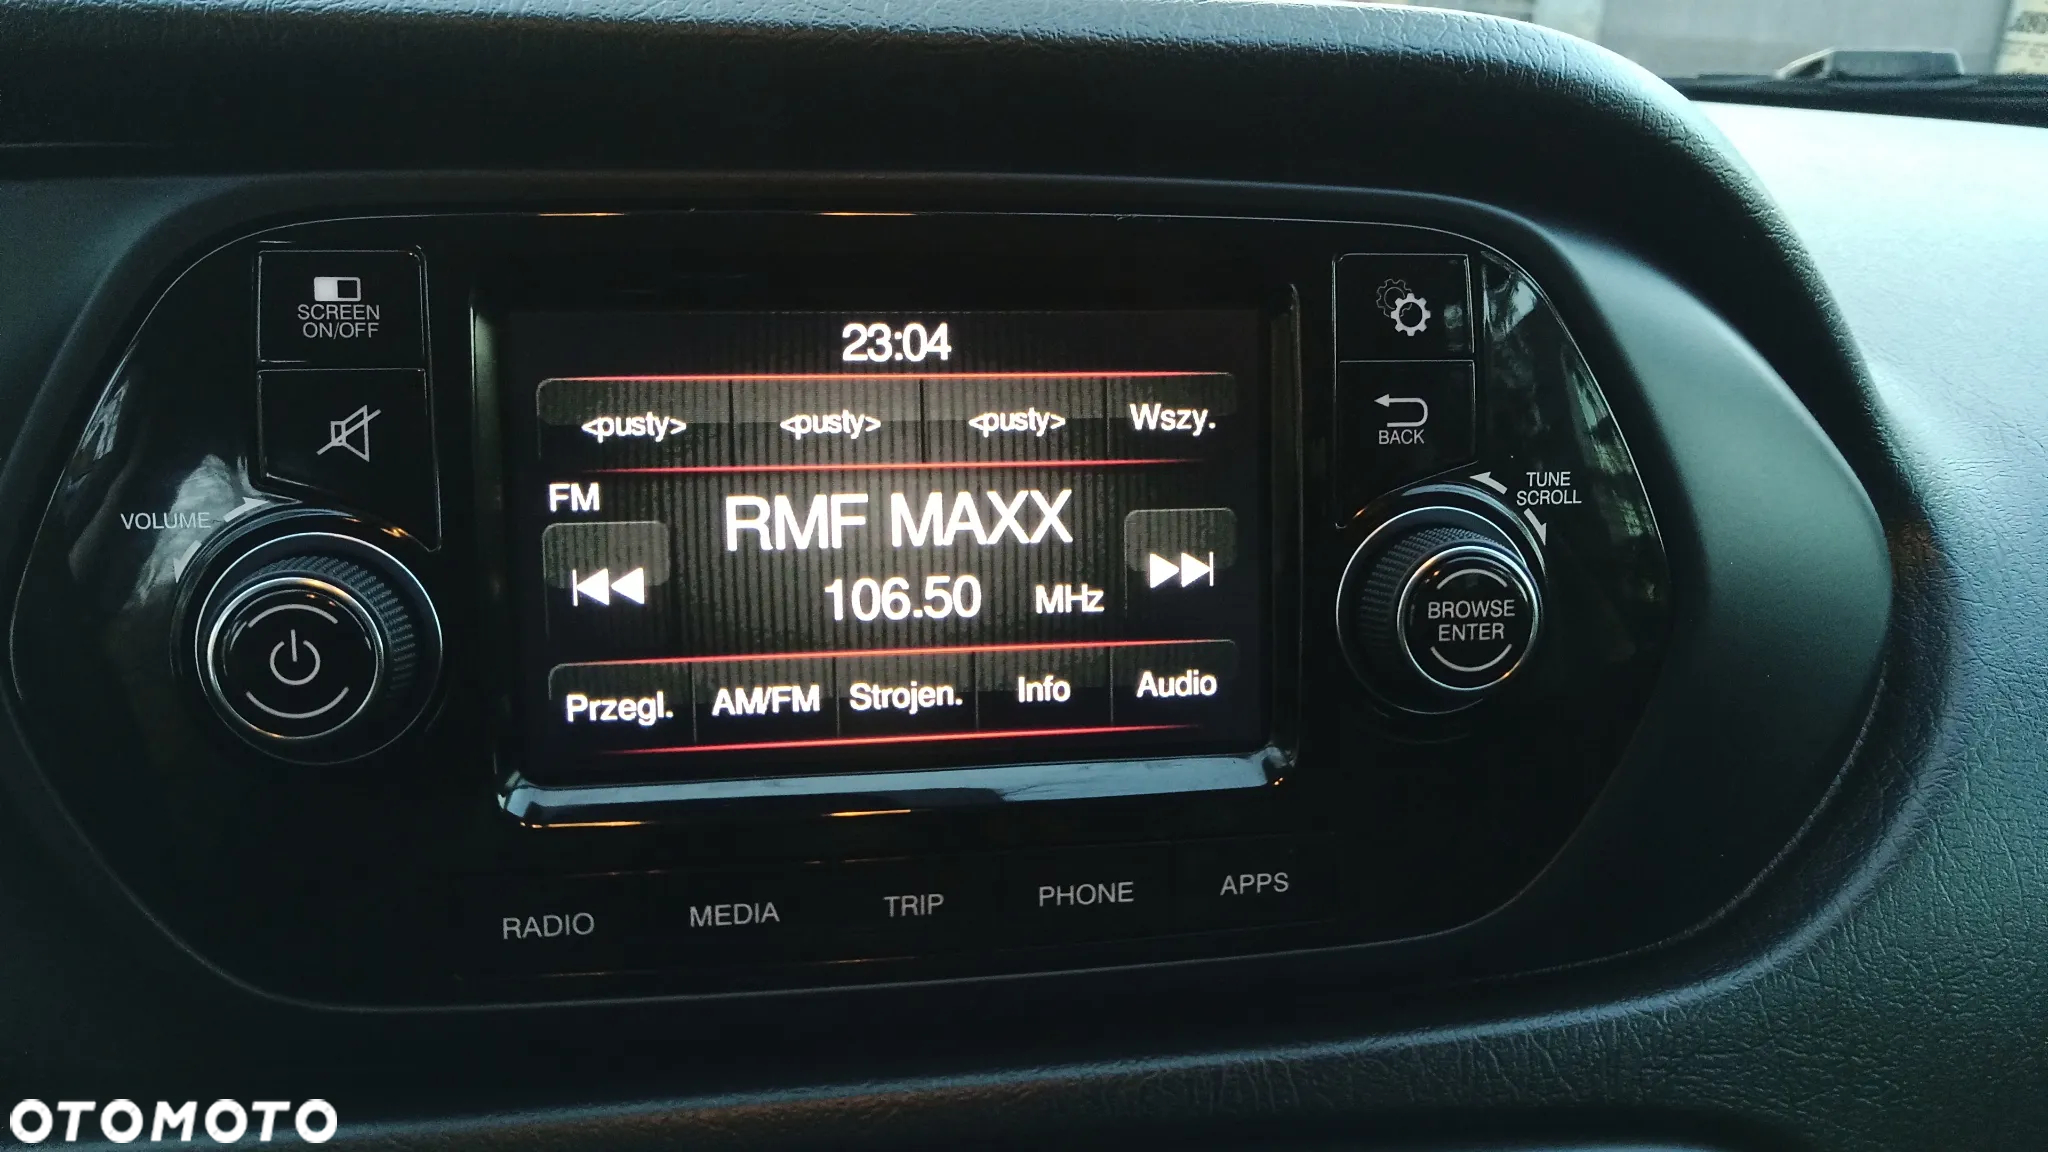 SCREEN
ON/OFF
VOLUME
23:04
<pusty> <pusty> <pusty> Wszy.
FM
RMF MAXX
106.50 MHz
Przegl. AM/FM Strojen. Info Audio
BACK
TUNE
SCROLL
BROWSE
ENTER
RADIO MEDIA TRIP PHONE APPS
OTOMOTO